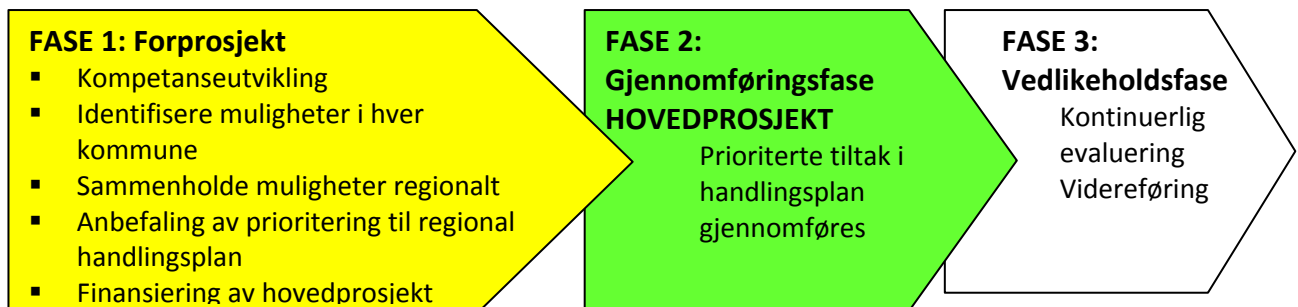 FASE 1: Forprosjekt
▪ Kompetanseutvikling
▪ Identifisere muligheter i hver
kommune
▪ Sammenholde muligheter regionalt
▪ Anbefaling av prioritering til regional
handlingsplan
▪ Finansiering av hovedprosjekt
FASE 2:
Gjennomføringsfase
HOVEDPROSJEKT
Prioriterte tiltak i
handlingsplan
gjennomføres
FASE 3:
Vedlikeholdsfase
Kontinuerlig
evaluering
Videreføring